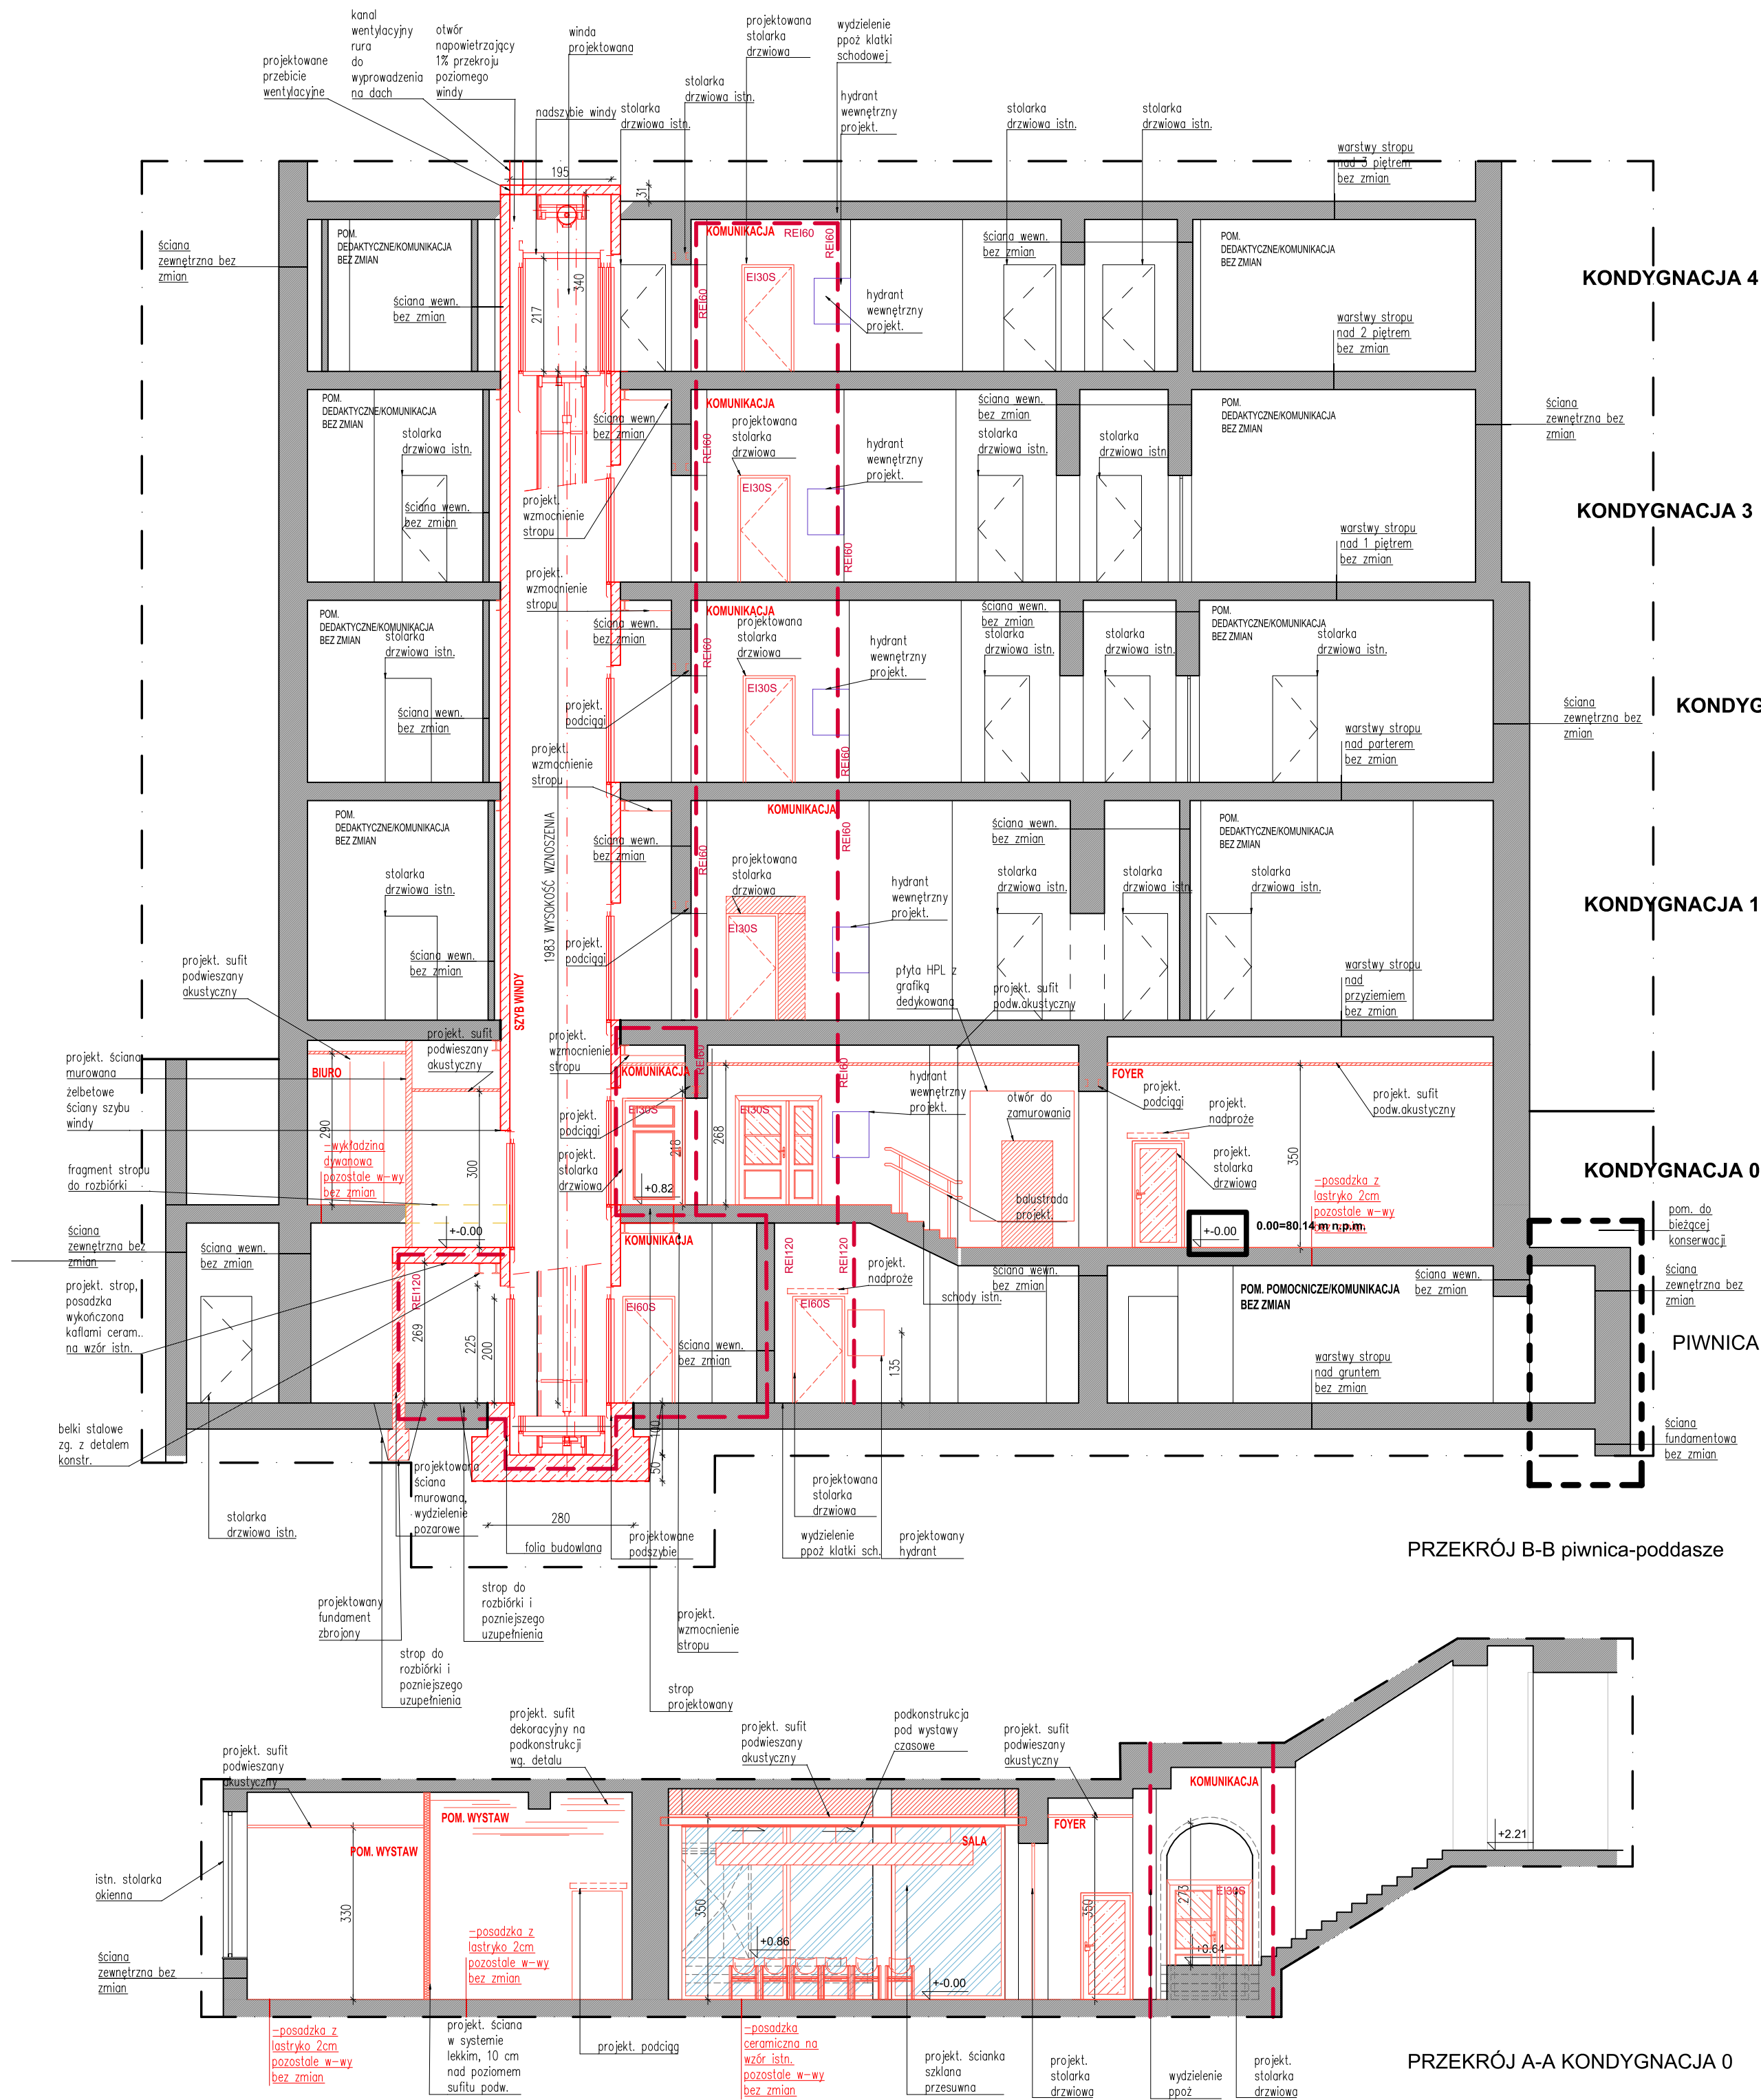 kanal
wentylacyjny
rura
do
wyprowadzenia
na dach
otwór
napowietrzający
1% przekroju
poziomego
windy
winda
projektowana
projektowana
stolarka
drzwiowa
wydzielenie
ppoż klatki
schodowej
projektowane
przebicie
wentylacyjne
nadszybie windy
stolarka
drzwiowa istn.
stolarka
drzwiowa istn.
hydrant
wewnętrzny
projekt.
stolarka
drzwiowa istn.
stolarka
drzwiowa istn.
warstwy stropu
nad 3 piętrem
bez zmian
195
31
ściana
zewnętrzna bez
zmian
POM.
DEDAKTYCZNE/KOMUNIKACJA
BEZ ZMIAN
KOMUNIKACJA
REI60
REI60
ściana wewn.
bez zmian
POM.
DEDAKTYCZNE/KOMUNIKACJA
BEZ ZMIAN
KONDYGNACJA 4
ściana wewn.
bez zmian
217
340
REI60
EI30S
hydrant
wewnętrzny
projekt.
warstwy stropu
nad 2 piętrem
bez zmian
POM.
DEDAKTYCZNE/KOMUNIKACJA
BEZ ZMIAN
stolarka
drzwiowa istn.
ściana wewn.
bez zmian
ściana wewn.
bez zmian
projekt.
wzmocnienie
stropu
KOMUNIKACJA
projektowana
stolarka
drzwiowa
REI60
EI30S
hydrant
wewnętrzny
projekt.
REI60
ściana wewn.
bez zmian
stolarka
drzwiowa istn.
stolarka
drzwiowa istn.
POM.
DEDAKTYCZNE/KOMUNIKACJA
BEZ ZMIAN
ściana
zewnętrzna bez
zmian
KONDYGNACJA 3
warstwy stropu
nad 1 piętrem
bez zmian
projekt.
wzmocnienie
stropu
POM.
DEDAKTYCZNE/KOMUNIKACJA
BEZ ZMIAN
stolarka
drzwiowa istn.
ściana wewn.
bez zmian
ściana wewn.
bez zmian
KOMUNIKACJA
projektowana
stolarka
drzwiowa
REI60
EI30S
hydrant
wewnętrzny
projekt.
REI60
projekt.
podciągi
ściana wewn.
bez zmian
stolarka
drzwiowa istn.
stolarka
drzwiowa istn.
POM.
DEDAKTYCZNE/KOMUNIKACJA
BEZ ZMIAN
stolarka
drzwiowa istn.
ściana
zewnętrzna bez
zmian
KONDYG
warstwy stropu
nad parterem
bez zmian
projekt.
wzmocnienie
stropu
POM.
DEDAKTYCZNE/KOMUNIKACJA
BEZ ZMIAN
stolarka
drzwiowa istn.
ściana wewn.
bez zmian
1983 WYSOKOŚĆ WZNOSZENIA
SZYB WINDY
ściana wewn.
bez zmian
KOMUNIKACJA
REI60
REI60
projektowana
stolarka
drzwiowa
EI30S
projekt.
podciągi
hydrant
wewnętrzny
projekt.
ściana wewn.
bez zmian
stolarka
drzwiowa istn.
stolarka
drzwiowa istn.
stolarka
drzwiowa istn.
POM.
DEDAKTYCZNE/KOMUNIKACJA
BEZ ZMIAN
KONDYGNACJA 1
płyta HPL z
grafiką
dedykowaną
projekt. sufit
podw.akustyczny
warstwy stropu
nad
przyziemiem
bez zmian
projekt. sufit
podwieszany
akustyczny
projekt. sufit
podwieszany
akustyczny
projekt. ściana
murowana
żelbetowe
ściany szybu
windy
BIURO
290
-wykładzina
dywanowa
pozostałe w-wy
bez zmian
300
projekt.
wzmocnienie
stropu
KOMUNIKACJA
REI60
REI60
EI30S
EI30S
218
268
projekt.
podciągi
projekt.
stolarka
drzwiowa
+0.82
hydrant
wewnętrzny
projekt.
otwór do
zamurowania
balustrada
projekt.
FOYER
projekt.
podciągi
projekt.
nadproże
projekt.
stolarka
drzwiowa
350
projekt. sufit
podw.akustyczny
-posadzka z
lastryko 2cm
pozostałe w-wy
+-0.00
0.00=80.14 m n.p.m.
KONDYGNACJA 0
fragment stropu
do rozbiórki
ściana
zewnętrzna bez
zmian
ściana wewn.
bez zmian
+-0.00
KOMUNIKACJA
REI120
REI120
REI120
pom. do
bieżącej
konserwacji
ściana
zewnętrzna bez
zmian
projekt. strop,
posadzka
wykończona
kaflami ceram..
na wzór istn.
269
225
200
EI60S
EI60S
ściana wewn.
bez zmian
projekt.
nadproże
135
schody istn.
ściana wewn.
bez zmian
POM. POMOCNICZE/KOMUNIKACJA
BEZ ZMIAN
ściana wewn.
bez zmian
PIWNICA
warstwy stropu
nad gruntem
bez zmian
belki stalowe
zg. z detalem
konstr.
100
50
280
ściana
fundamentowa
bez zmian
stolarka
drzwiowa istn.
projektowana
ściana
murowana,
wydzielenie
pozarowe
folia budowlana
projektowane
podszybie
projektowana
stolarka
drzwiowa
wydzielenie
ppoż klatki sch.
projektowany
hydrant
PRZEKRÓJ B-B piwnica-poddasze
projektowany
fundament
zbrojony
strop do
rozbiórki i
pozniejszego
uzupełnienia
strop do
rozbiórki i
pozniejszego
uzupełnienia
projekt.
wzmocnienie
stropu
strop
projektowany
projekt. sufit
podwieszany
akustyczny
projekt. sufit
dekoracyjny na
podkonstrukcji
wg. detalu
projekt. sufit
podwieszany
akustyczny
podkonstrukcja
pod wystawy
czasowe
projekt. sufit
podwieszany
akustyczny
POM. WYSTAW
POM. WYSTAW
SALA
FOYER
KOMUNIKACJA
+2.21
istn. stolarka
okienna
330
350
350
273
EI30S
+0.86
+0.64
+-0.00
-posadzka z
lastryko 2cm
pozostałe w-wy
bez zmian
ściana
zewnętrzna bez
zmian
-posadzka z
lastryko 2cm
pozostałe w-wy
bez zmian
projekt. ściana
w systemie
lekkim, 10 cm
nad poziomem
sufitu podw.
projekt. podciąg
-posadzka
ceramiczna na
wzór istn.
pozostałe w-wy
bez zmian
projekt. ścianka
szklana
przesuwna
projekt.
stolarka
drzwiowa
wydzielenie
ppoż
projekt.
stolarka
drzwiowa
PRZEKRÓJ A-A KONDYGNACJA 0